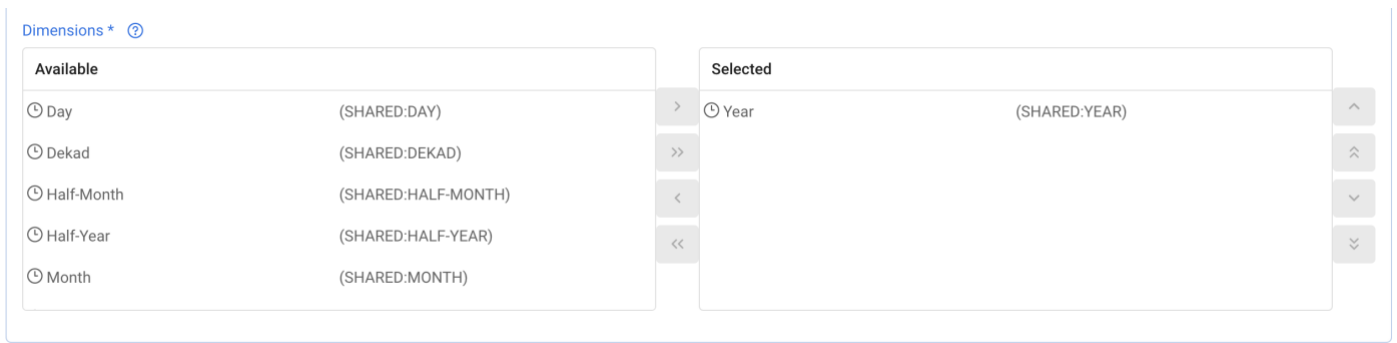 Dimensions *
Available
Day (SHARED:DAY)
Dekad (SHARED:DEKAD)
Half-Month (SHARED:HALF-MONTH)
Half-Year (SHARED:HALF-YEAR)
Month (SHARED:MONTH)
Selected
Year (SHARED:YEAR)